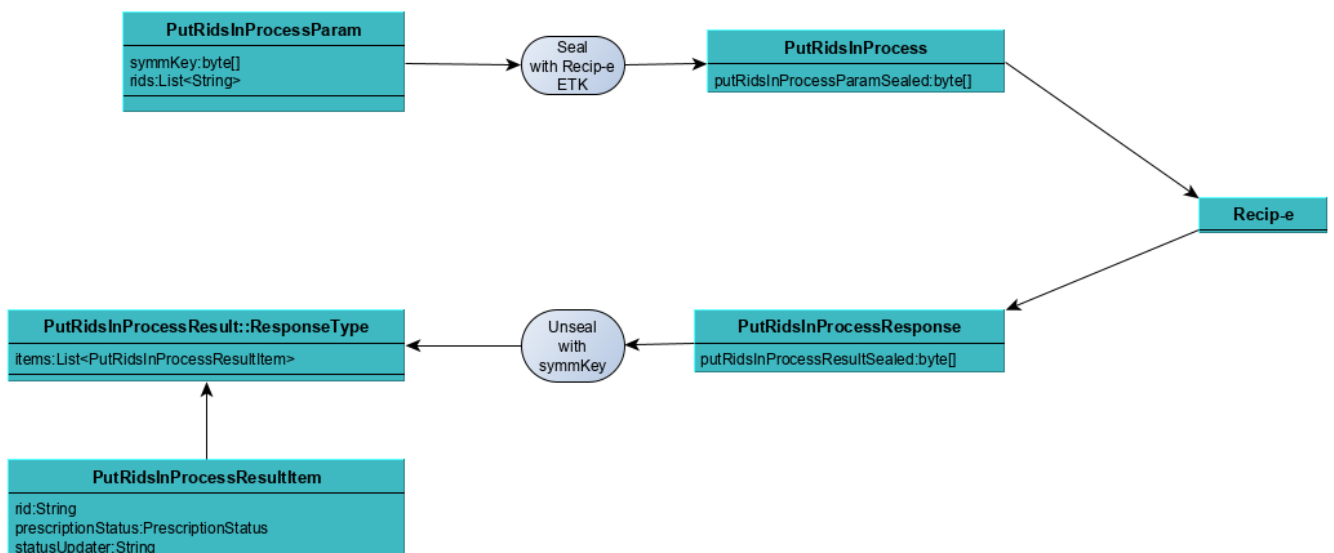 PutRidsInProcessParam
symmKey:byte[]
rids:List<String>
Seal
with Recip-e
ETK
PutRidsInProcess
putRidsInProcessParamSealed:byte[]
Recip-e
PutRidsInProcessResult::ResponseType
items:List<PutRidsInProcessResultItem>
Unseal
with
symmKey
PutRidsInProcessResponse
putRidsInProcessResultSealed:byte[]
PutRidsInProcessResultItem
rid:String
prescriptionStatus:PrescriptionStatus
statusUpdater:String